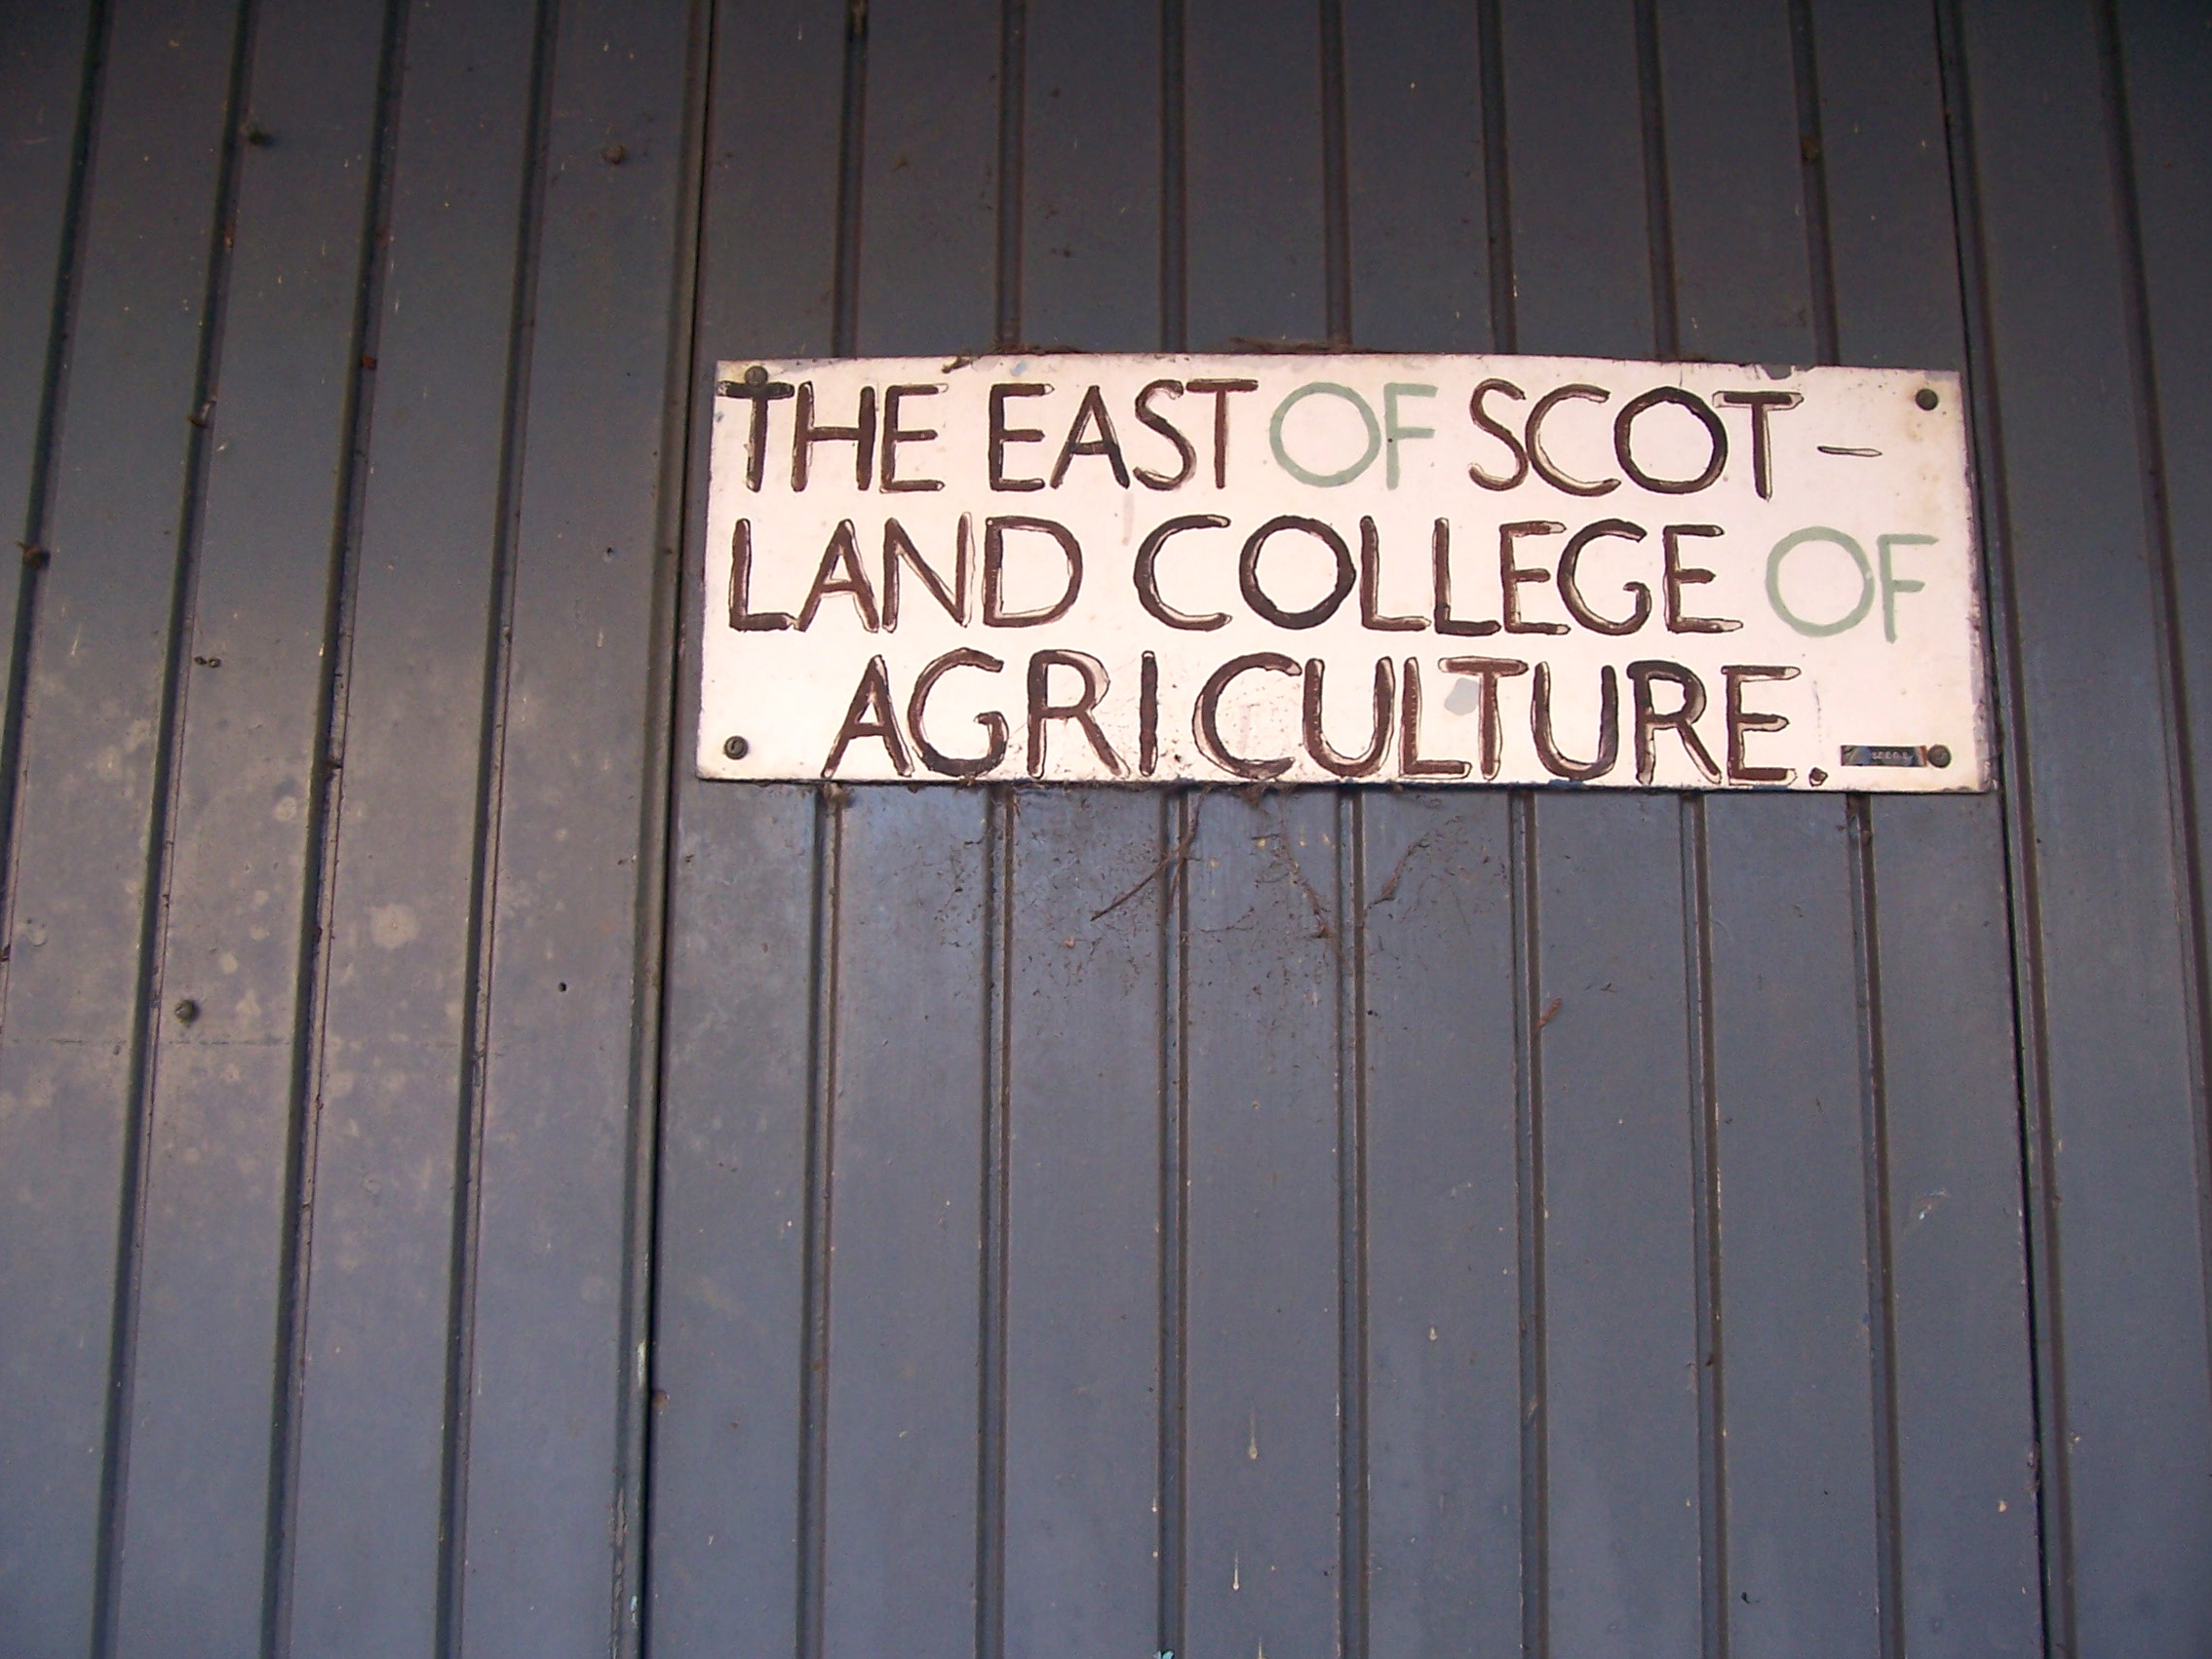 THE EAST OF SCOT-
LAND COLLEGE OF
AGRICULTURE.